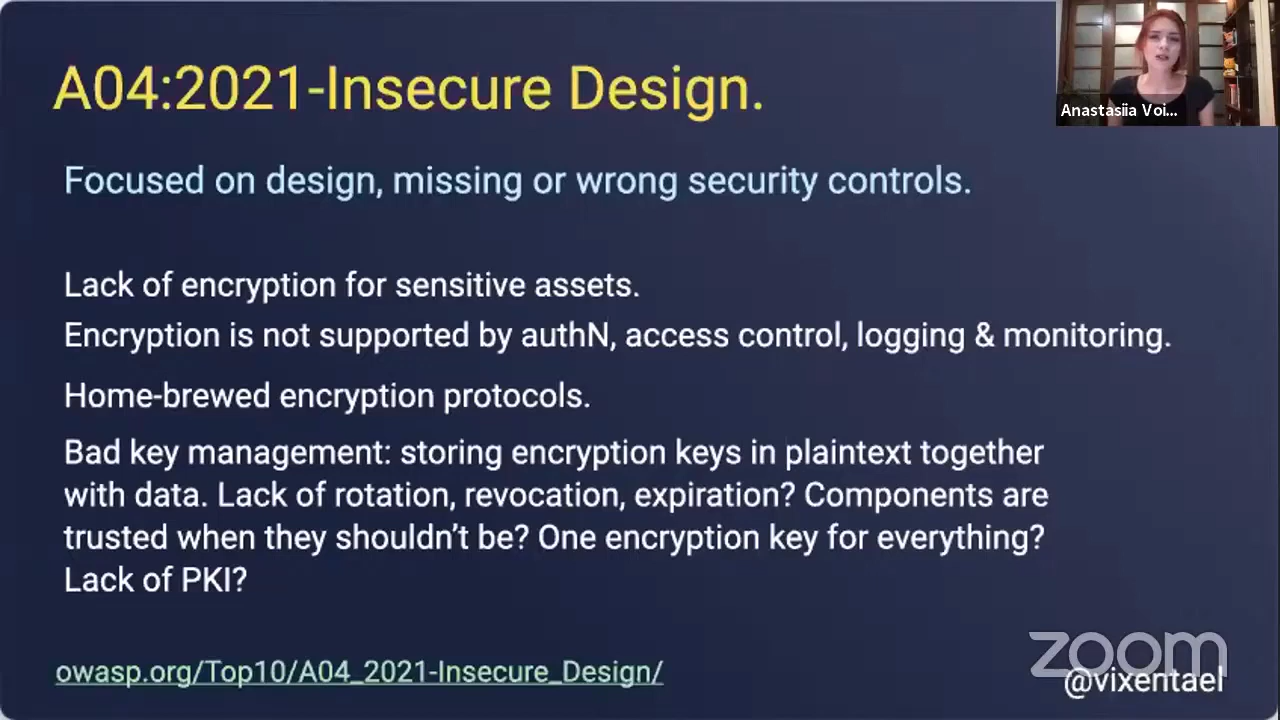 A04:2021-Insecure Design.
Anastasiia Voi...
Focused on design, missing or wrong security controls.
Lack of encryption for sensitive assets.
Encryption is not supported by authN, access control, logging & monitoring.
Home-brewed encryption protocols.
Bad key management: storing encryption keys in plaintext together
with data. Lack of rotation, revocation, expiration? Components are
trusted when they shouldn’t be? One encryption key for everything?
Lack of PKI?
owasp.org/Top10/A04_2021-Insecure_Design/
zoom
@vixentael